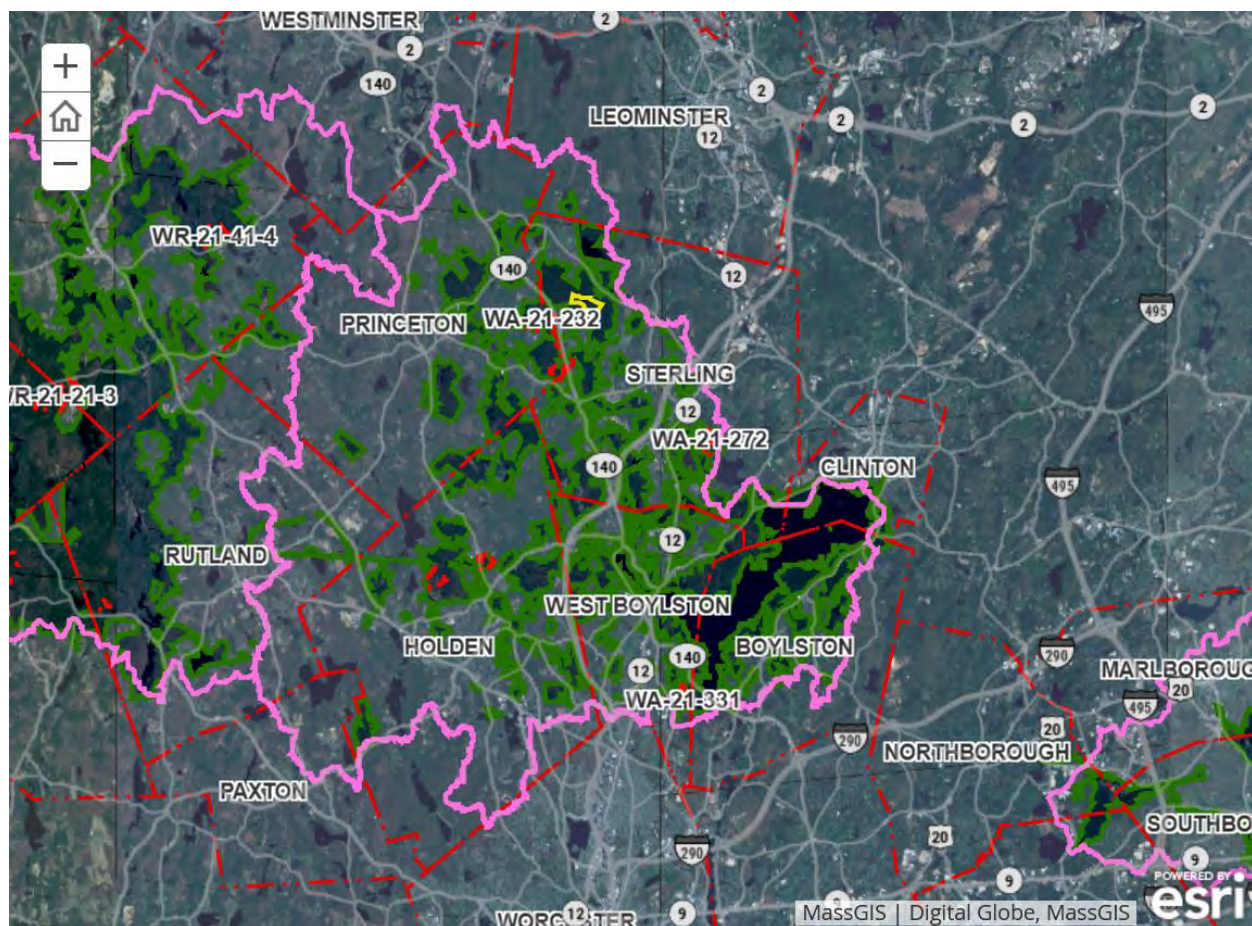 WESTMINSTER
2
2
140
+
−
2
2
2
2
LEOMINSTER
12
WR-21-41-4
140
12
495
PRINCETON
WA-21-232
STERLING
WR-21-21-3
12
WA-21-272
140
CLINTON
495
12
RUTLAND
WEST BOYLSTON
HOLDEN
140
BOYLSTON
290
12
MARLBOROUG
20
WA-21-331
495
20
290
NORTHBOROUGH
PAXTON
SOUTHBO
20
290
9
9
POWERED BY
esri
12
WORCESTER
9
MassGIS | Digital Globe, MassGIS